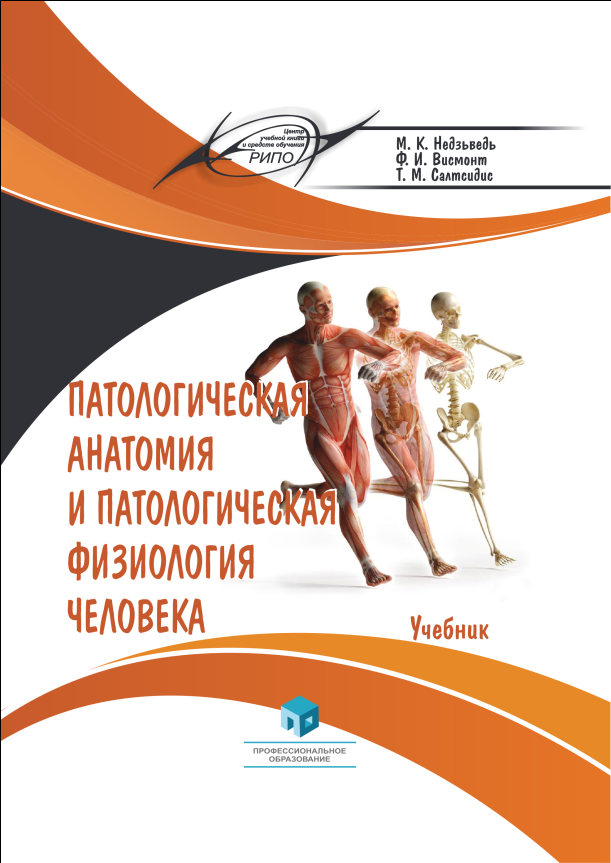 Центр
учебной книги
и средств обучения
РИПО
М. К. Недзьведь
Ф. И. Висмонт
Т. М. Салтсидис
ПАТОЛОГИЧЕСКАЯ
АНАТОМИЯ
И ПАТОЛОГИЧЕСКАЯ
ФИЗИОЛОГИЯ
ЧЕЛОВЕКА
Учебник
ПРОФЕССИОНАЛЬНОЕ
ОБРАЗОВАНИЕ